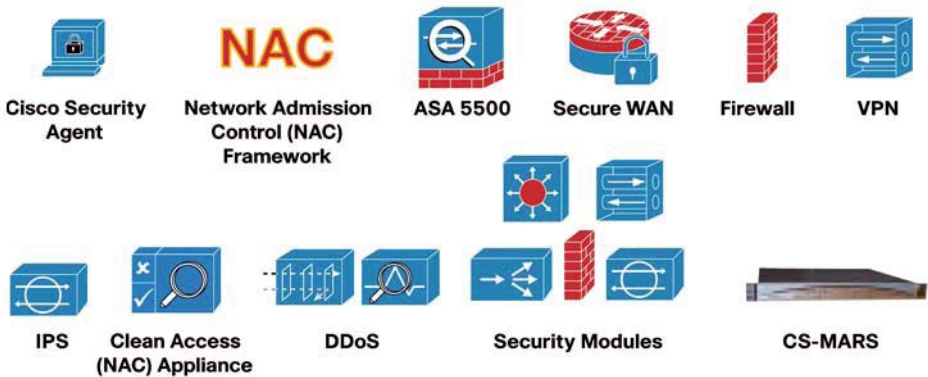 NAC
Cisco Security
Agent
Network Admission
Control (NAC)
Framework
ASA 5500
Secure WAN
Firewall
VPN
IPS
Clean Access
(NAC) Appliance
DDoS
Security Modules
CS-MARS